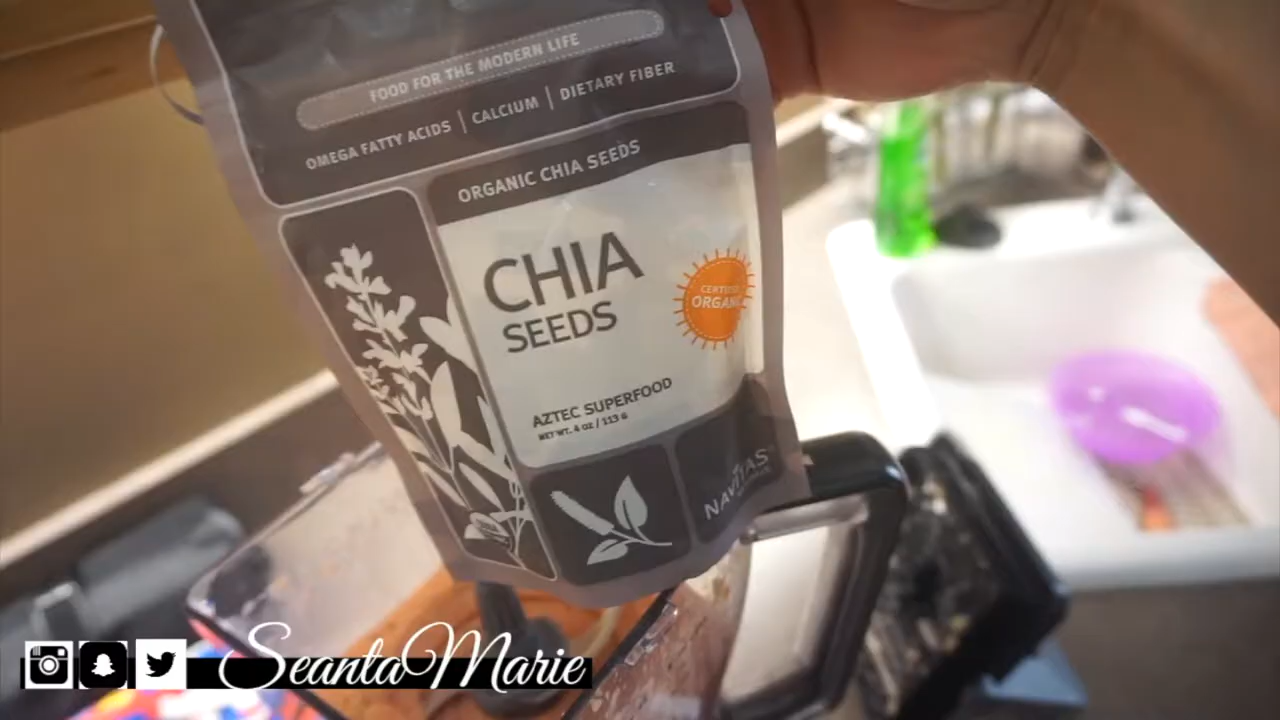 FOOD FOR THE MODERN LIFE
OMEGA FATTY ACIDS | CALCIUM | DIETARY FIBER
ORGANIC CHIA SEEDS
CHIA
SEEDS
CERTIFIED
ORGANIC
AZTEC SUPERFOOD
NET WT. 4 OZ / 113 G
NAVITAS
SeantaMarie